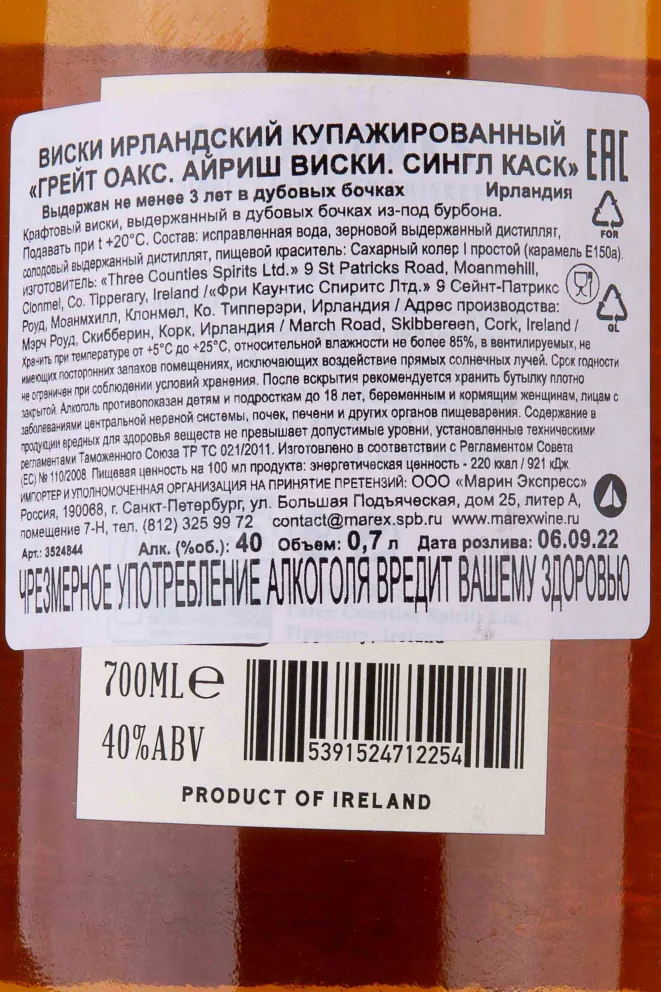 ВИСКИ ИРЛАНДСКИЙ КУПАЖИРОВАННЫЙ
«ГРЕЙТ ОАКС. АЙРИШ ВИСКИ. СИНГЛ КАСК»
EAC
Выдержан не менее 3 лет в дубовых бочках Ирландия
Крафтовый виски, выдержанный в дубовых бочках из-под бурбона.
FOR
Подавать при t +20°C. Состав: исправленная вода, зерновой выдержанный дистиллят,
солодовый выдержанный дистиллят, пищевой краситель: Сахарный колер I простой (карамель Е150а).
ИЗГОТОВИТЕЛЬ: «Three Counties Spirits Ltd.» 9 St Patricks Road, Moanmehill,
Clonmel, Co. Tipperary, Ireland /«Фри Каунтис Спиритс Лтд.» 9 Сейнт-Патрикс
Роуд, Моанмхилл, Клонмел, Ко. Типперэри, Ирландия / Адрес производства:
Мэрч Роуд, Скибберин, Корк, Ирландия / March Road, Skibbereen, Cork, Ireland /
GL
Хранить при температуре от +5°С до +25°С, относительной влажности не более 85%, в вентилируемых, не
имеющих посторонних запахов помещениях, исключающих воздействие прямых солнечных лучей. Срок годности
не ограничен при соблюдении условий хранения. После вскрытия рекомендуется хранить бутылку плотно
закрытой. Алкоголь противопоказан детям и подросткам до 18 лет, беременным и кормящим женщинам, лицам с
заболеваниями центральной нервной системы, почек, печени и других органов пищеварения. Содержание в
продукции вредных для здоровья веществ не превышает допустимые уровни, установленные техническими
регламентами Таможенного Союза ТР ТС 021/2011. Изготовлено в соответствии с Регламентом Совета
(ЕС) № 110/2008. Пищевая ценность на 100 мл продукта: энергетическая ценность - 220 ккал / 921 кДж
ИМПОРТЕР И УПОЛНОМОЧЕННАЯ ОРГАНИЗАЦИЯ НА ПРИНЯТИЕ ПРЕТЕНЗИЙ: ООО «Марин Экспресс»
Россия, 190068, г. Санкт-Петербург, ул. Большая Подъяческая, дом 25, литер А,
помещение 7-Н, тел. (812) 325 99 72 contact@marex.spb.ru www.marexwine.ru
Арт.: 3524844 Алк. (%об.): 40 Объем: 0,7 л Дата розлива: 06.09.22
ЧРЕЗМЕРНОЕ УПОТРЕБЛЕНИЕ АЛКОГОЛЯ ВРЕДИТ ВАШЕМУ ЗДОРОВЬЮ
Three Counties Spirits Ltd.,
Tipperary, Ireland
700ML e
40%ABV
5391524712254
PRODUCT OF IRELAND